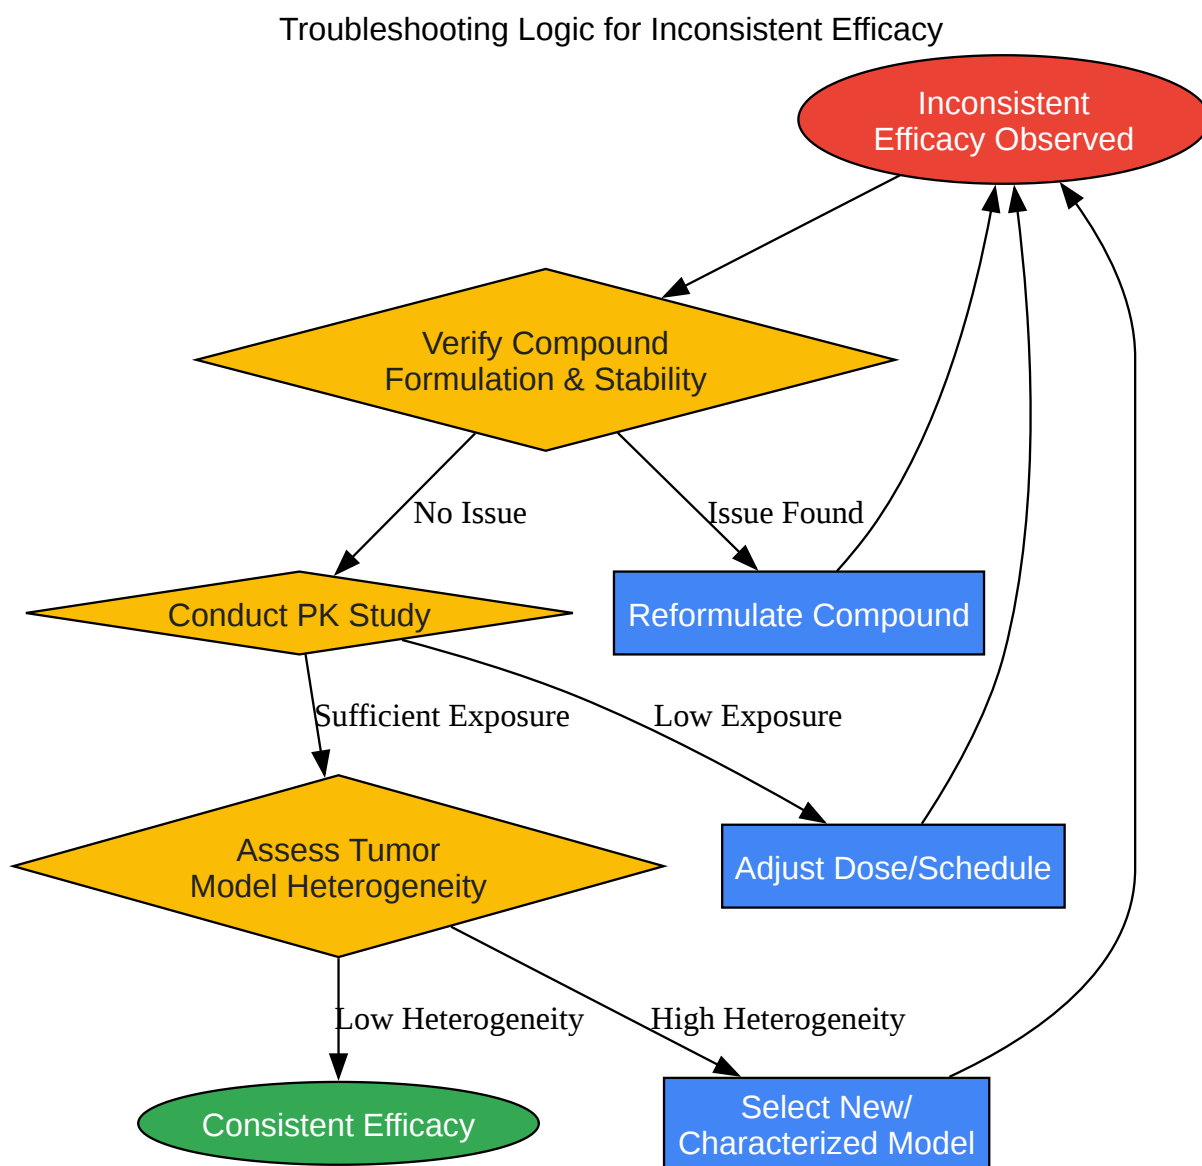 Troubleshooting Logic for Inconsistent Efficacy
Inconsistent
Efficacy Observed
Verify Compound
Formulation & Stability
No Issue
Issue Found
Conduct PK Study
Reformulate Compound
Sufficient Exposure
Low Exposure
Assess Tumor
Model Heterogeneity
Adjust Dose/Schedule
Low Heterogeneity
High Heterogeneity
Consistent Efficacy
Select New/
Characterized Model